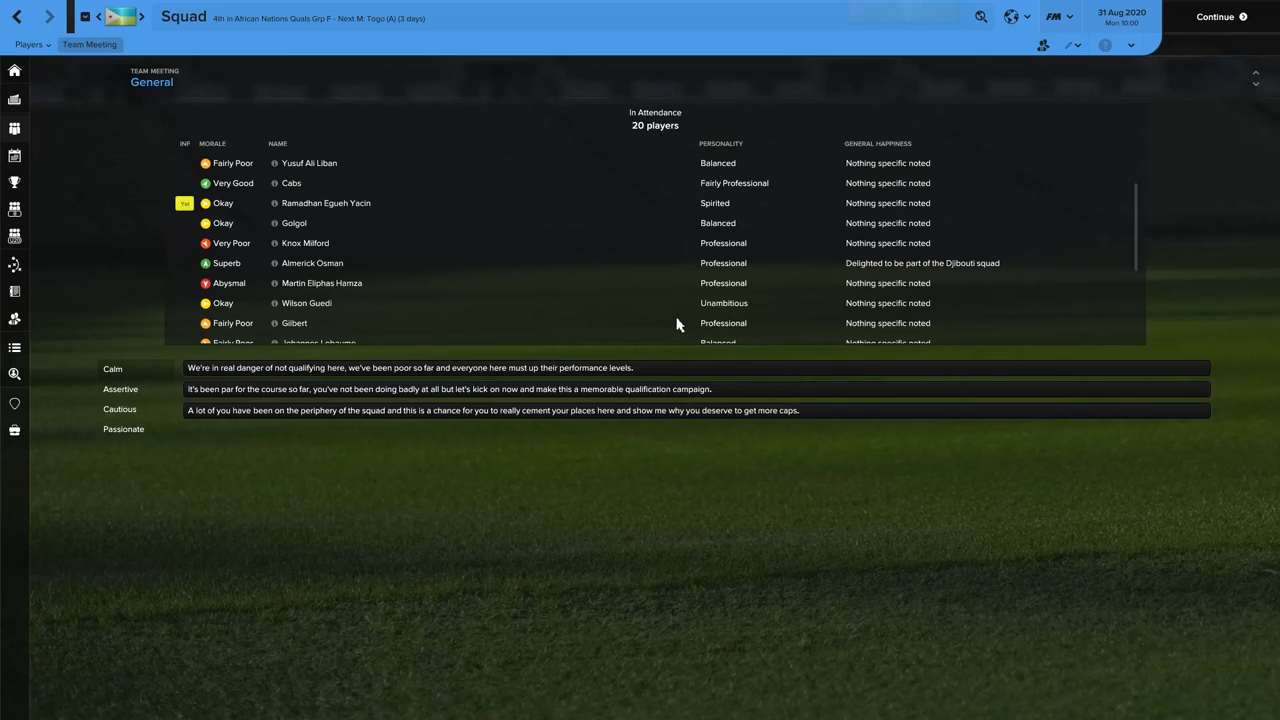 Squad 4th in African Nations Quals Grp F - Next M: Togo (A) (3 days) FM 31 Aug 2020 Continue
Mon 10:00
Players Team Meeting
TEAM MEETING
General
In Attendance
20 players
INF MORALE NAME PERSONALITY GENERAL HAPPINESS
Fairly Poor Yusuf Ali Liban Balanced Nothing specific noted
Very Good Cabs Fairly Professional Nothing specific noted
Yel Okay Ramadhan Egueh Yacin Spirited Nothing specific noted
Okay Golgol Balanced Nothing specific noted
Very Poor Knox Milford Professional Nothing specific noted
Superb Almerick Osman Professional Delighted to be part of the Djibouti squad
Abysmal Martin Eliphas Hamza Professional Nothing specific noted
Okay Wilson Guedi Unambitious Nothing specific noted
Fairly Poor Gilbert Professional Nothing specific noted
Fairly Poor Johannes Balanced Nothing specific noted
Calm We're in real danger of not qualifying here, we've been poor so far and everyone here must up their performance levels.
Assertive It's been par for the course so far, you've not been doing badly at all but let's kick on now and make this a memorable qualification campaign.
Cautious A lot of you have been on the periphery of the squad and this is a chance for you to really cement your places here and show me why you deserve to get more caps.
Passionate